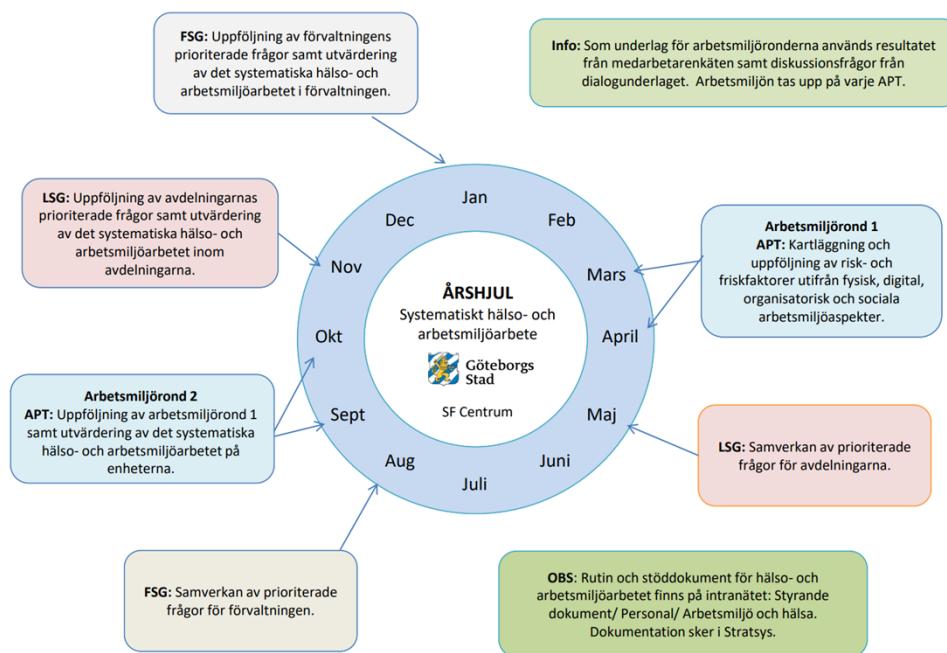 FSG: Uppföljning av förvaltningens
prioriterade frågor samt utvärdering
av det systematiska hälso- och
arbetsmiljöarbetet i förvaltningen.
Info: Som underlag för arbetsmiljöronderna används resultatet
från medarbetarenkäten samt diskussionsfrågor från
dialogunderlaget. Arbetsmiljön tas upp på varje APT.
LSG: Uppföljning av avdelningarnas
prioriterade frågor samt utvärdering
av det systematiska hälso- och
arbetsmiljöarbetet inom
avdelningarna.
Jan
Feb
Mars
April
Maj
Juni
Juli
Aug
Sept
Okt
Nov
Dec
ÅRSHJUL
Systematiskt hälso- och
arbetsmiljöarbete
Göteborgs
Stad
SF Centrum
Arbetsmiljörond 1
APT: Kartläggning och
uppföljning av risk- och
friskfaktorer utifrån fysisk, digital,
organisatorisk och sociala
arbetsmiljöaspekter.
Arbetsmiljörond 2
APT: Uppföljning av arbetsmiljörond 1
samt utvärdering av det systematiska
hälso- och arbetsmiljöarbetet på
enheterna.
LSG: Samverkan av prioriterade
frågor för avdelningarna.
FSG: Samverkan av prioriterade
frågor för förvaltningen.
OBS: Rutin och stöddokument för hälso- och
arbetsmiljöarbetet finns på intranätet: Styrande
dokument/ Personal/ Arbetsmiljö och hälsa.
Dokumentation sker i Stratsys.